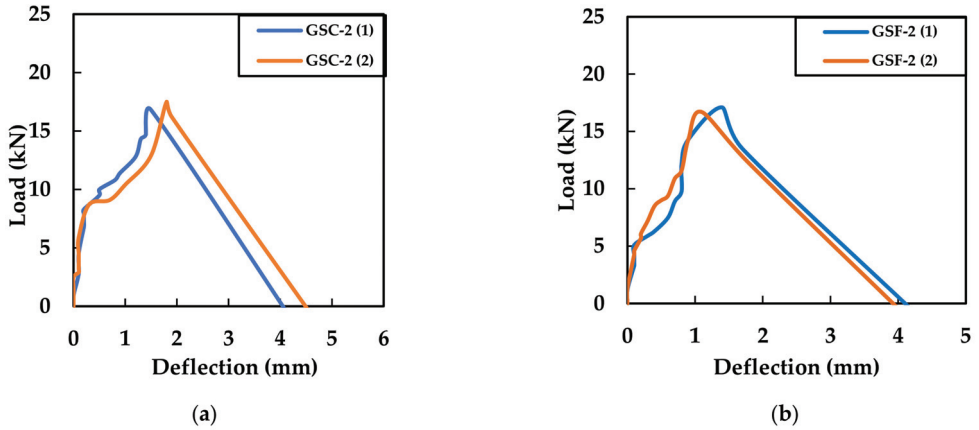 25
20
15
10
5
0
Load (kN)
GSC-2 (1)
GSC-2 (2)
0 1 2 3 4 5 6
Deflection (mm)
(a)
25
20
15
10
5
0
Load (kN)
GSF-2 (1)
GSF-2 (2)
0 1 2 3 4 5
Deflection (mm)
(b)